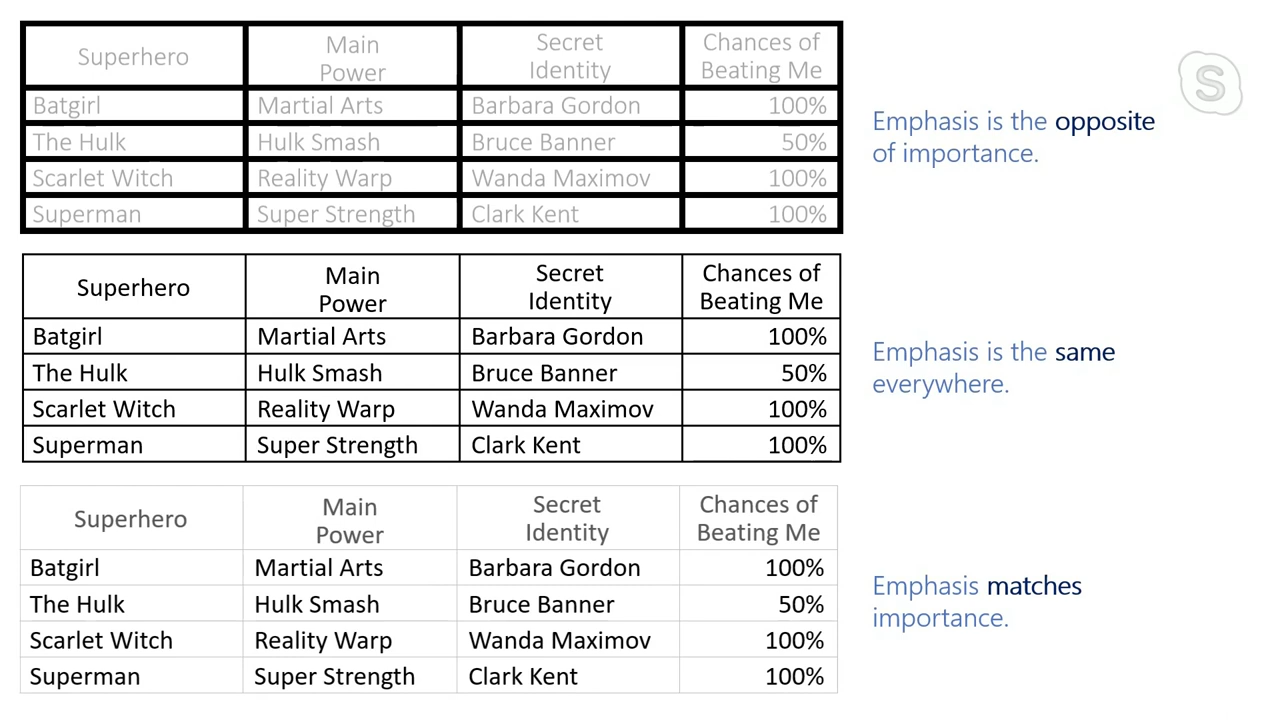 Superhero Main Power Secret Identity Chances of Beating Me
Batgirl Martial Arts Barbara Gordon 100%
The Hulk Hulk Smash Bruce Banner 50%
Scarlet Witch Reality Warp Wanda Maximov 100%
Superman Super Strength Clark Kent 100%
Emphasis is the opposite
of importance.
S
Superhero Main Power Secret Identity Chances of Beating Me
Batgirl Martial Arts Barbara Gordon 100%
The Hulk Hulk Smash Bruce Banner 50%
Scarlet Witch Reality Warp Wanda Maximov 100%
Superman Super Strength Clark Kent 100%
Emphasis is the same
everywhere.
Superhero Main Power Secret Identity Chances of Beating Me
Batgirl Martial Arts Barbara Gordon 100%
The Hulk Hulk Smash Bruce Banner 50%
Scarlet Witch Reality Warp Wanda Maximov 100%
Superman Super Strength Clark Kent 100%
Emphasis matches
importance.